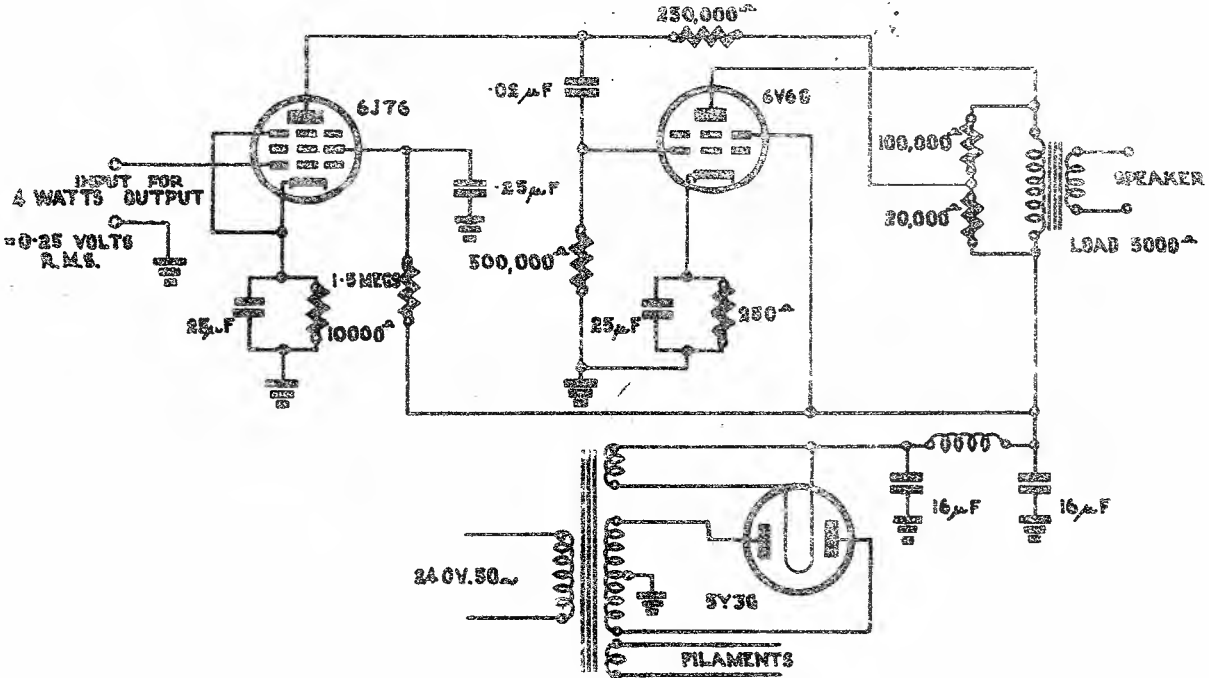 250,000Ω
.02μF
6V6G
6J7G
100,000Ω
INPUT FOR
4 WATTS OUTPUT
.25μF
SPEAKER
20,000Ω
=0.25 VOLTS
R.M.S.
500,000Ω
LOAD 5000Ω
1.5 MEGS
25μF
10000Ω
25μF
250Ω
16μF
16μF
240V.50~
5Y3G
FILAMENTS